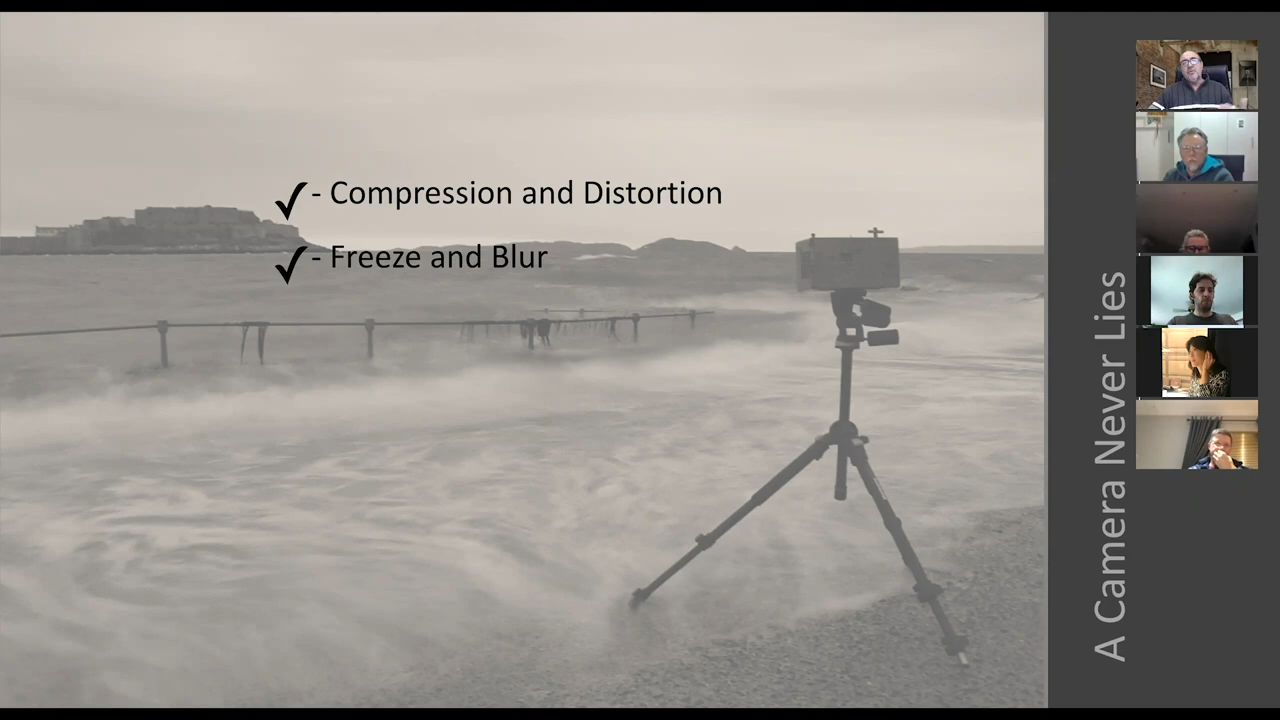 ✓- Compression and Distortion
✓- Freeze and Blur
A Camera Never Lies